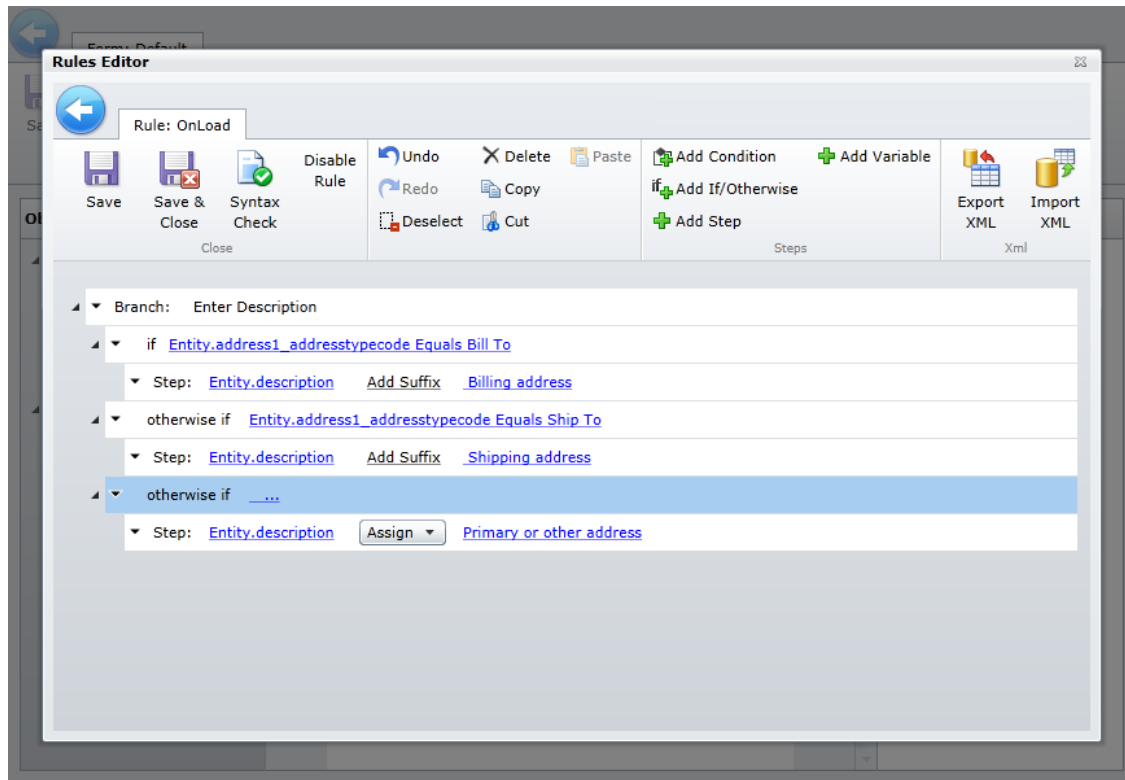 Form: Default
Rules Editor
Rule: OnLoad
Save
Save & Close
Syntax Check
Disable Rule
Close
Undo
Redo
Deselect
Delete
Copy
Cut
Paste
Add Condition
if Add If/Otherwise
Add Step
Add Variable
Steps
Export XML
Import XML
Xml
Branch: Enter Description
if Entity.address1_addresstypecode Equals Bill To
Step: Entity.description Add Suffix Billing address
otherwise if Entity.address1_addresstypecode Equals Ship To
Step: Entity.description Add Suffix Shipping address
otherwise if ...
Step: Entity.description Assign Primary or other address